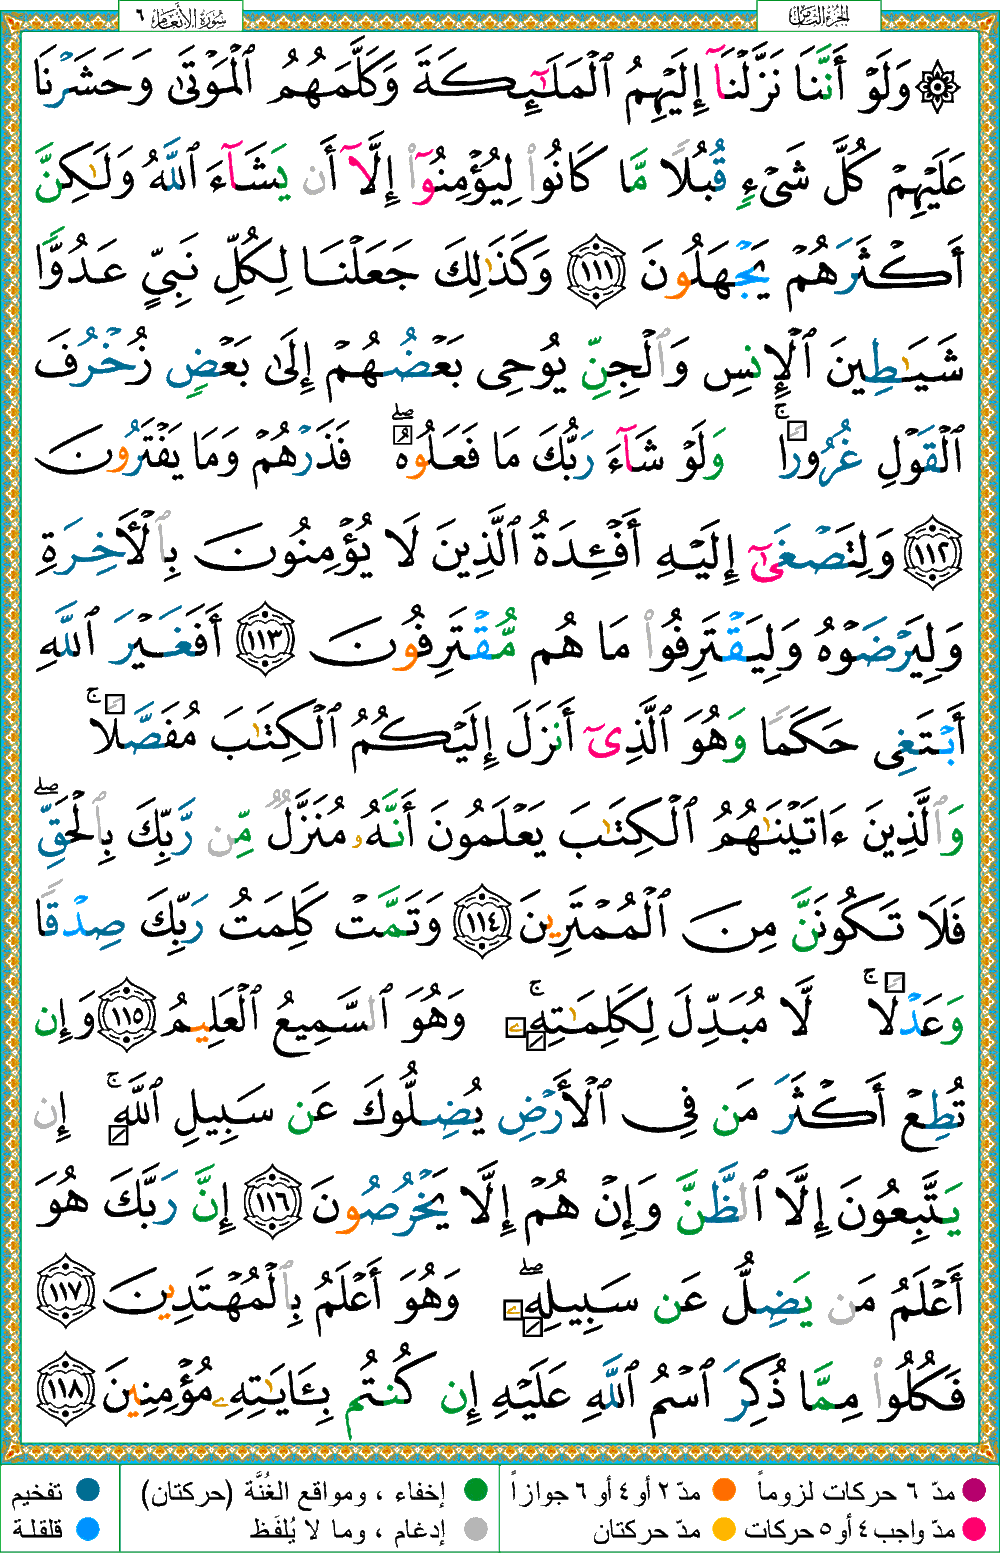 الجزء الثامن
سورة الأنعام ٦
۞ وَلَوْ أَنَّنَا نَزَّلْنَآ إِلَيْهِمُ ٱلْمَلَـٰٓئِكَةَ وَكَلَّمَهُمُ ٱلْمَوْتَىٰ وَحَشَرْنَا
عَلَيْهِمْ كُلَّ شَىْءٍ قُبُلًا مَّا كَانُوا۟ لِيُؤْمِنُوٓا۟ إِلَّآ أَن يَشَآءَ ٱللَّهُ وَلَـٰكِنَّ
أَكْثَرَهُمْ يَجْهَلُونَ ١١١ وَكَذَٰلِكَ جَعَلْنَا لِكُلِّ نَبِىٍّ عَدُوًّا
شَيَـٰطِينَ ٱلْإِنسِ وَٱلْجِنِّ يُوحِى بَعْضُهُمْ إِلَىٰ بَعْضٍ زُخْرُفَ
ٱلْقَوْلِ غُرُورًا ۚ وَلَوْ شَآءَ رَبُّكَ مَا فَعَلُوهُ ۖ فَذَرْهُمْ وَمَا يَفْتَرُونَ
١١٢ وَلِتَصْغَىٰٓ إِلَيْهِ أَفْـِٔدَةُ ٱلَّذِينَ لَا يُؤْمِنُونَ بِٱلْـَٔاخِرَةِ
وَلِيَرْضَوْهُ وَلِيَقْتَرِفُوا۟ مَا هُم مُّقْتَرِفُونَ ١١٣ أَفَغَيْرَ ٱللَّهِ
أَبْتَغِى حَكَمًا وَهُوَ ٱلَّذِىٓ أَنزَلَ إِلَيْكُمُ ٱلْكِتَـٰبَ مُفَصَّلًا ۚ
وَٱلَّذِينَ ءَاتَيْنَـٰهُمُ ٱلْكِتَـٰبَ يَعْلَمُونَ أَنَّهُۥ مُنَزَّلٌ مِّن رَّبِّكَ بِٱلْحَقِّ ۖ
فَلَا تَكُونَنَّ مِنَ ٱلْمُمْتَرِينَ ١١٤ وَتَمَّتْ كَلِمَتُ رَبِّكَ صِدْقًا
وَعَدْلًا ۚ لَّا مُبَدِّلَ لِكَلِمَـٰتِهِۦ ۚ وَهُوَ ٱلسَّمِيعُ ٱلْعَلِيمُ ١١٥ وَإِن
تُطِعْ أَكْثَرَ مَن فِى ٱلْأَرْضِ يُضِلُّوكَ عَن سَبِيلِ ٱللَّهِ ۚ إِن
يَتَّبِعُونَ إِلَّا ٱلظَّنَّ وَإِنْ هُمْ إِلَّا يَخْرُصُونَ ١١٦ إِنَّ رَبَّكَ هُوَ
أَعْلَمُ مَن يَضِلُّ عَن سَبِيلِهِۦ ۖ وَهُوَ أَعْلَمُ بِٱلْمُهْتَدِينَ ١١٧
فَكُلُوا۟ مِمَّا ذُكِرَ ٱسْمُ ٱللَّهِ عَلَيْهِ إِن كُنتُم بِـَٔايَـٰتِهِۦ مُؤْمِنِينَ ١١٨
مدّ ٦ حركات لزوماً مدّ ٢ أو ٤ أو ٦ جوازاً إخفاء ، ومواقع الغُنَّة (حركتان) تفخيم
مدّ واجب ٤ أو ٥ حركات مدّ حركتان إدغام ، وما لا يُلفَظ قلقلة